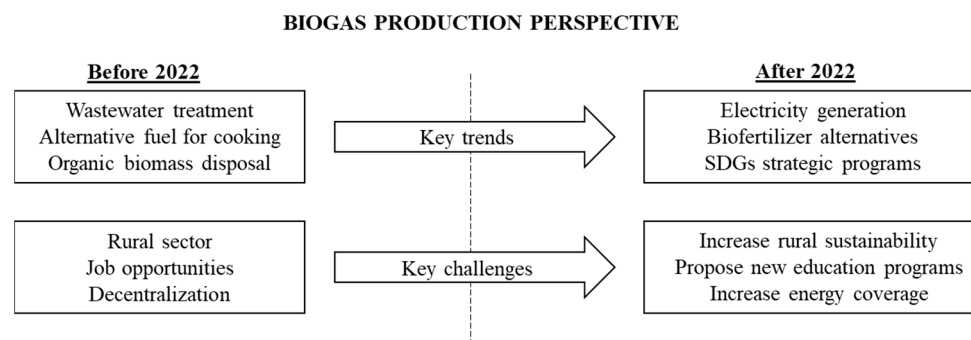 BIOGAS PRODUCTION PERSPECTIVE
Before 2022
After 2022
Wastewater treatment
Alternative fuel for cooking
Organic biomass disposal
Key trends
Electricity generation
Biofertilizer alternatives
SDGs strategic programs
Rural sector
Job opportunities
Decentralization
Key challenges
Increase rural sustainability
Propose new education programs
Increase energy coverage